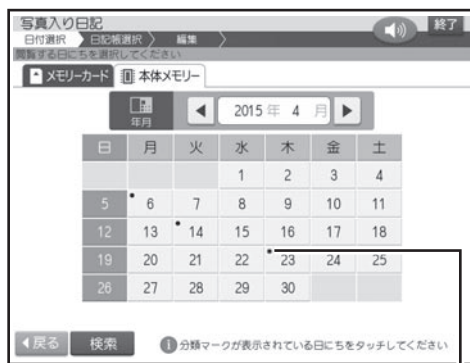 写真入り日記
終了
日付選択 日記帳選択 編集
閲覧する日にちを選択してください
メモリーカード 本体メモリー
年月 2015 年 4 月
日 月 火 水 木 金 土
1 2 3 4
5 6 7 8 9 10 11
12 13 14 15 16 17 18
19 20 21 22 23 24 25
26 27 28 29 30
戻る 検索 分類マークが表示されている日にちをタッチしてください